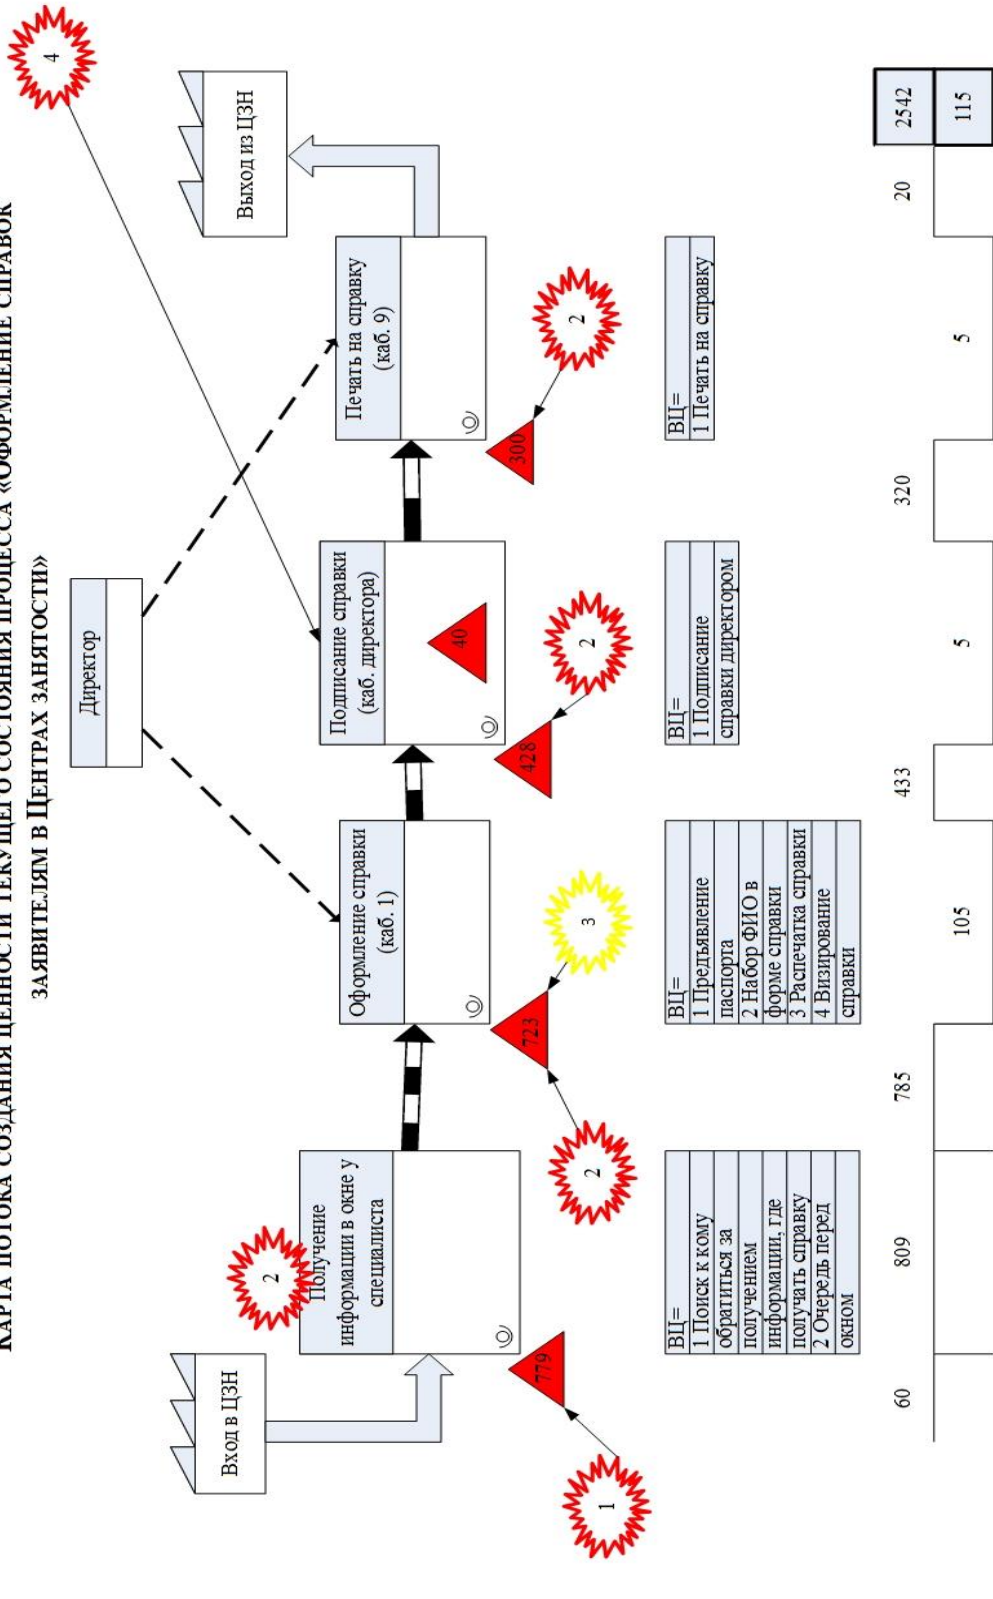 КАРТА ПОТОКА СОЗДАНИЯ ЦЕННОСТИ ТЕКУЩЕГО СОСТОЯНИЯ ПРОЦЕССА «ОФОРМЛЕНИЕ СПРАВОК
ЗАЯВИТЕЛЯМ В ЦЕНТРАХ ЗАНЯТОСТИ»
4
Директор
Вход в ЦЗН
Выход из ЦЗН
2
Получение
информации в окне у
специалиста
Оформление справки
(каб. 1)
Подписание справки
(каб. директора)
40
Печать на справку
(каб. 9)
779
723
428
300
1
2
3
2
2
ВЦ=
1 Поиск к кому
обратиться за
получением
информации, где
получать справку
2 Очередь перед
окном
ВЦ=
1 Предъявление
паспорта
2 Набор ФИО в
форме справки
3 Распечатка справки
4 Визирование
справки
ВЦ=
1 Подписание
справки директором
ВЦ=
1 Печать на справку
60
809
785
433
320
20
2542
105
5
5
115